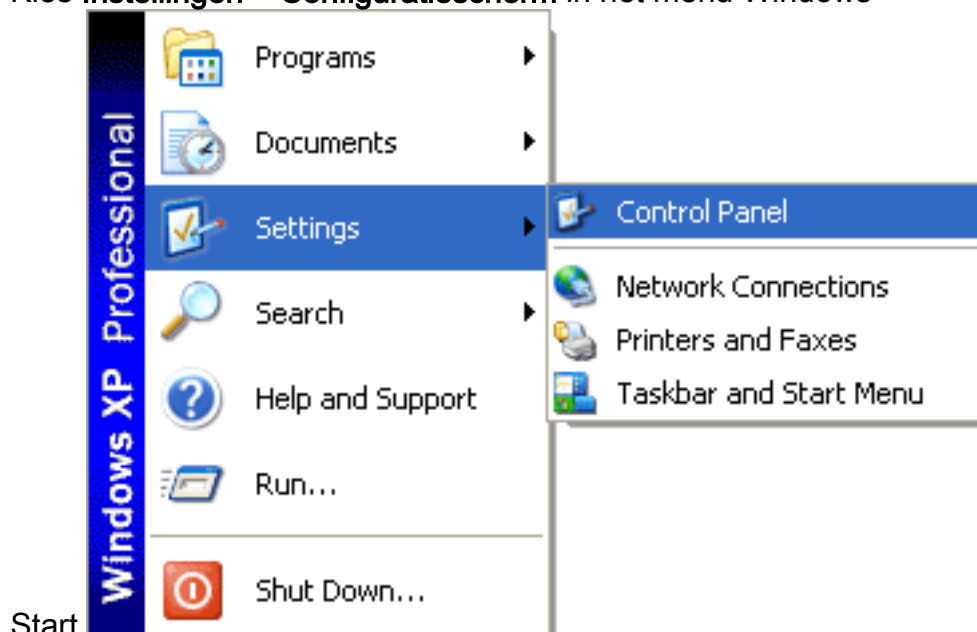 Programs
Documents
Settings
Control Panel
Network Connections
Search
Printers and Faxes
Taskbar and Start Menu
Help and Support
Run...
Shut Down...
Windows XP Professional
Start